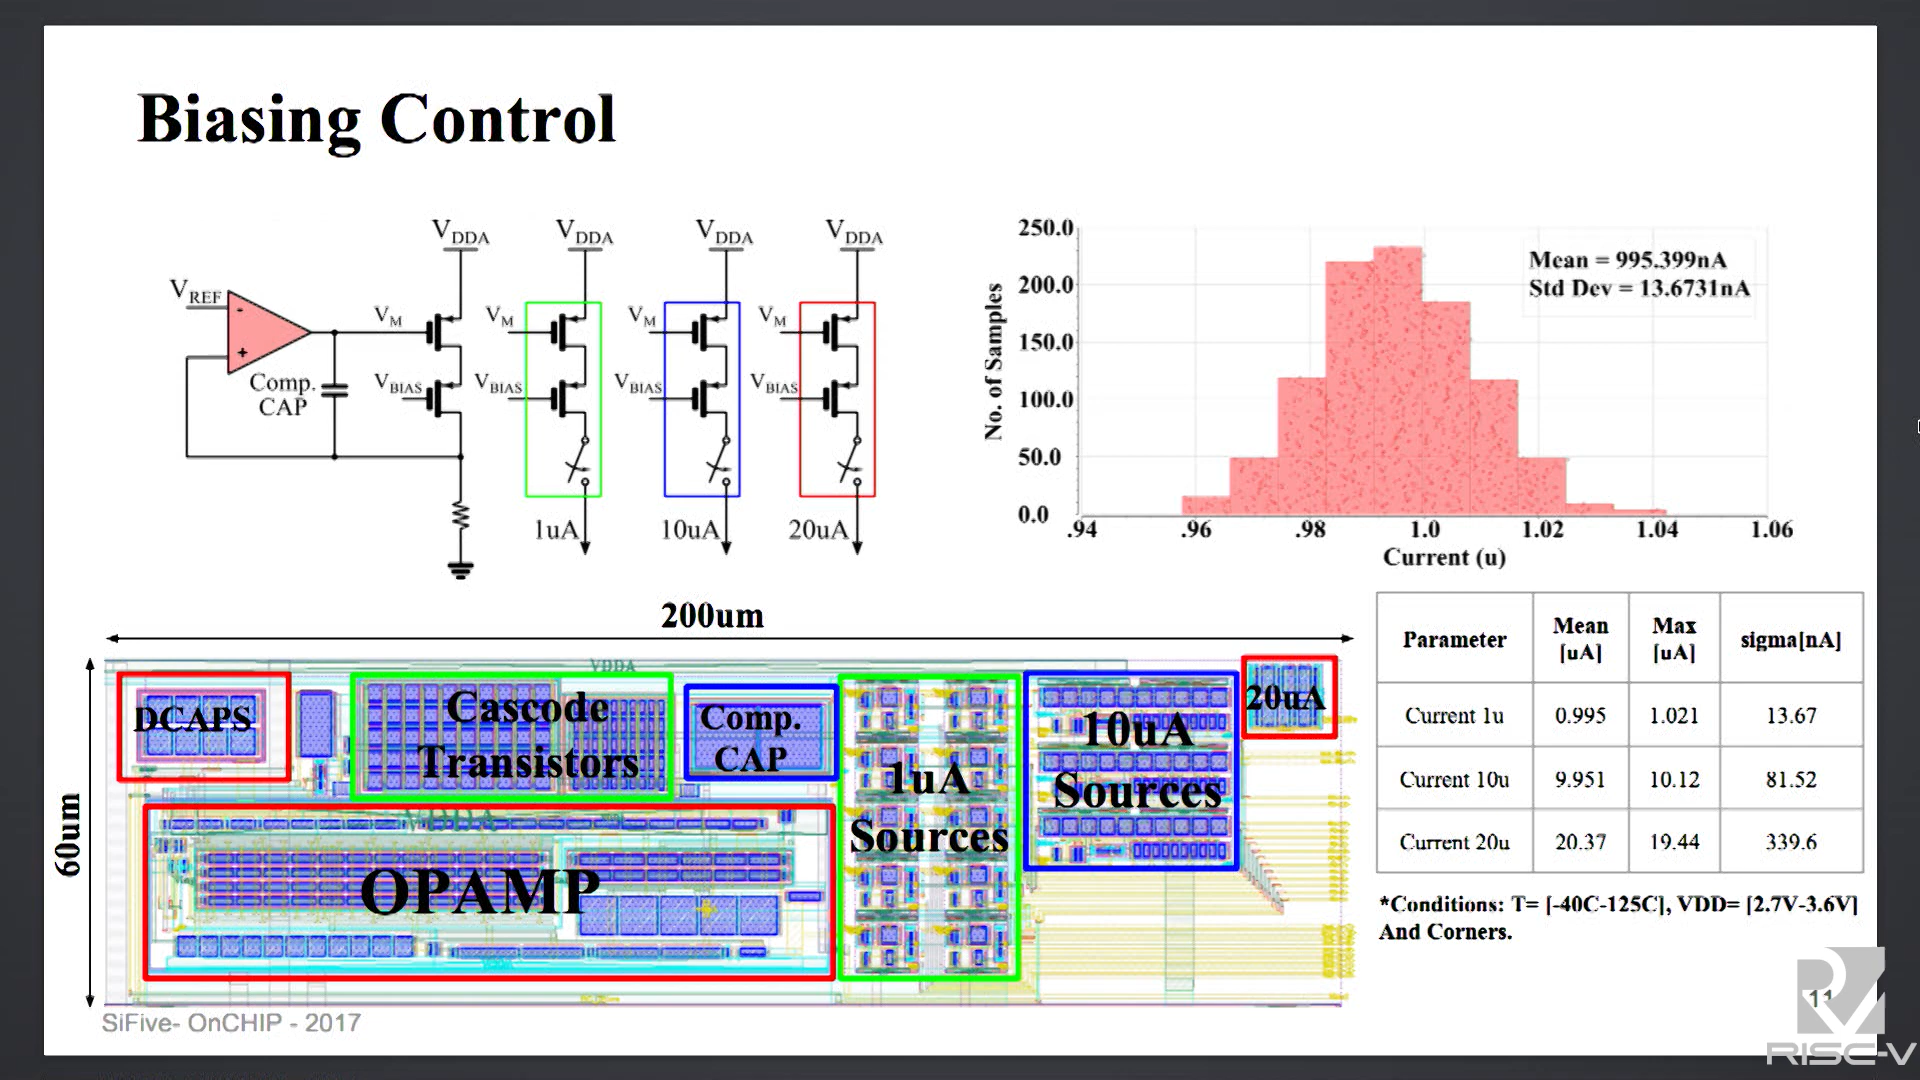 Biasing Control
VDDA VDDA VDDA VDDA
VREF
-
+
VM VM VM VM
Comp.
CAP
VBIAS VBIAS VBIAS VBIAS
1uA 10uA 20uA
250.0
200.0
150.0
100.0
50.0
0.0
No. of Samples
Mean = 995.399nA
Std Dev = 13.6731nA
.94 .96 .98 1.0 1.02 1.04 1.06
Current (u)
200um
60um
VDDA
DCAPS
Cascode
Transistors
Comp.
CAP
1uA
Sources
10uA
Sources
20uA
VDDA
OPAMP
Parameter Mean [uA] Max [uA] sigma[nA]
Current 1u 0.995 1.021 13.67
Current 10u 9.951 10.12 81.52
Current 20u 20.37 19.44 339.6
*Conditions: T= [-40C-125C], VDD= [2.7V-3.6V]
And Corners.
SiFive- OnCHIP - 2017
11
RISC-V